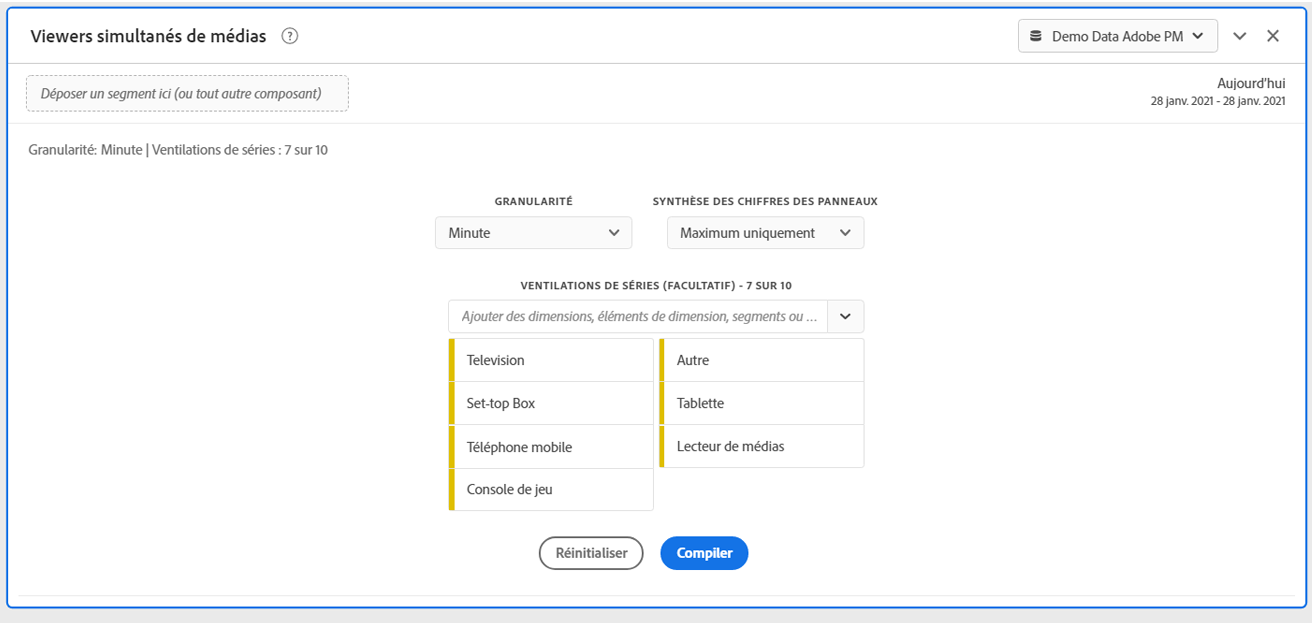 Viewers simultanés de médias ?
Demo Data Adobe PM
Déposer un segment ici (ou tout autre composant)
Aujourd'hui
28 janv. 2021 - 28 janv. 2021
Granularité: Minute | Ventilations de séries : 7 sur 10
GRANULARITÉ
SYNTHÈSE DES CHIFFRES DES PANNEAUX
Minute
Maximum uniquement
VENTILATIONS DE SÉRIES (FACULTATIF) - 7 SUR 10
Ajouter des dimensions, éléments de dimension, segments ou ...
Television
Autre
Set-top Box
Tablette
Téléphone mobile
Lecteur de médias
Console de jeu
Réinitialiser
Compiler